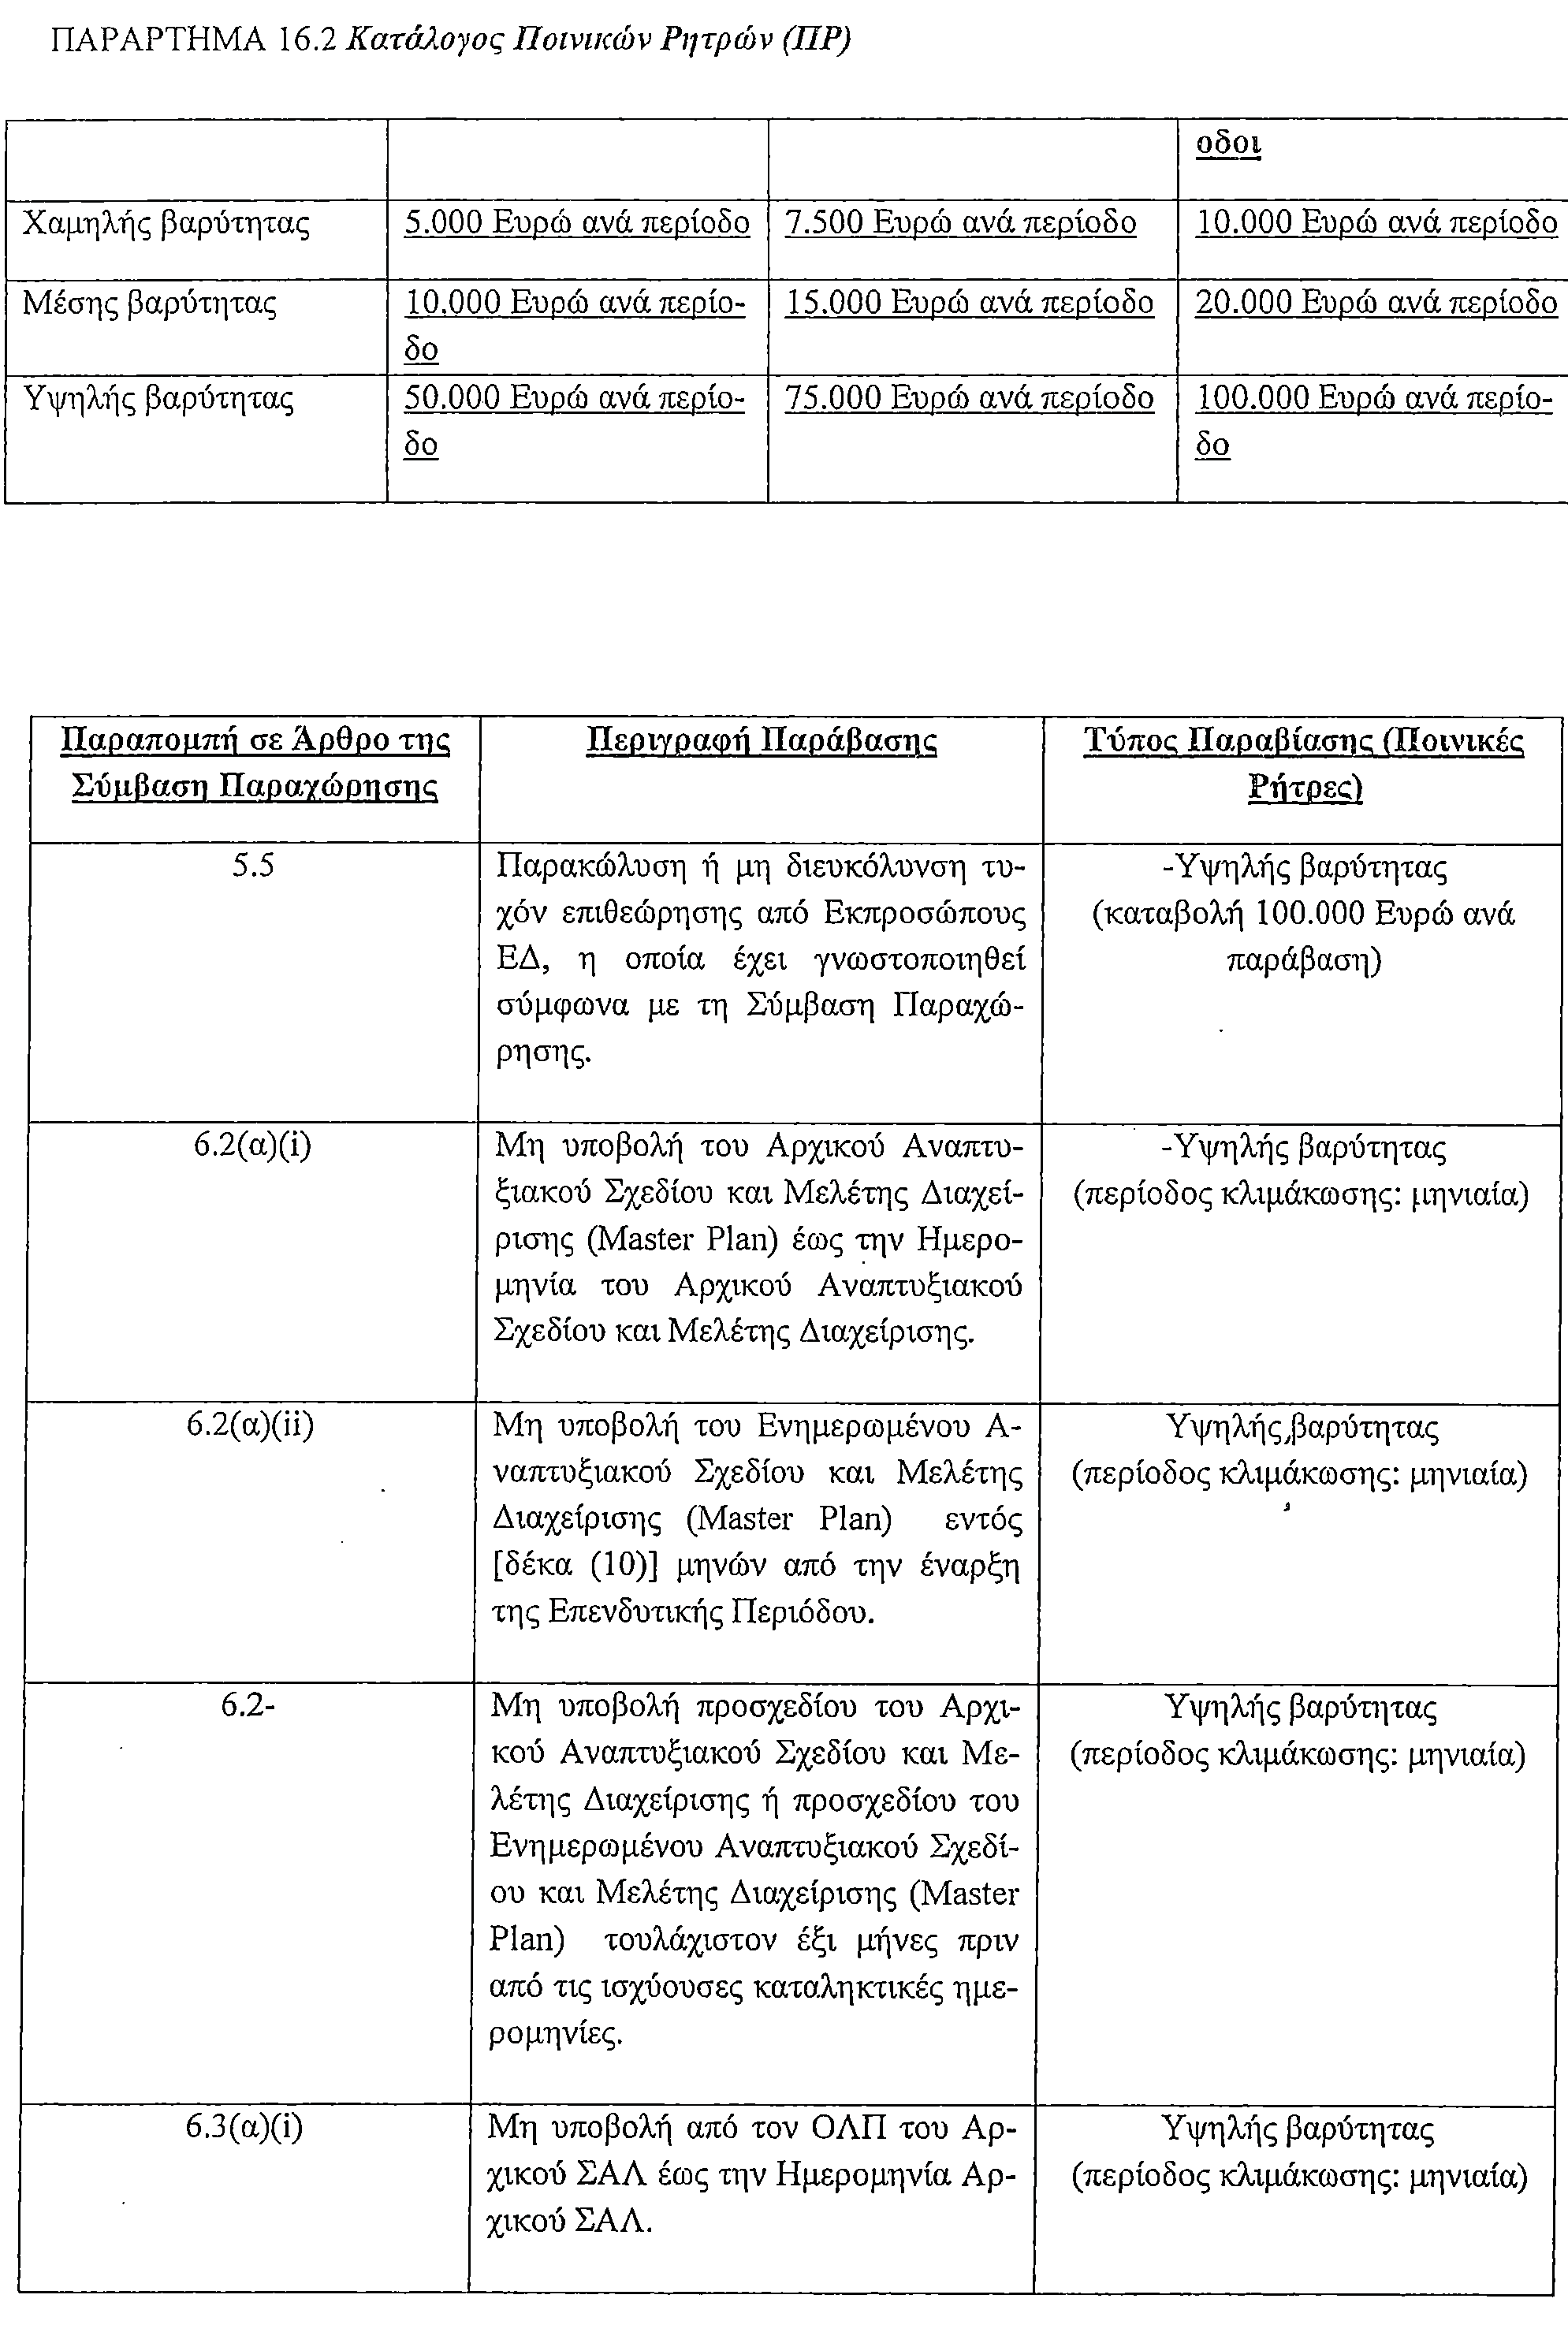 ΠΑΡΑΡΤΗΜΑ 16.2 Κατάλογος Ποινικών Ρητρών (ΠΡ)
οδοι
Χαμηλής βαρύτητας 5.000 Ευρώ ανά περίοδο 7.500 Ευρώ ανά περίοδο 10.000 Ευρώ ανά περίοδο
Μέσης βαρύτητας 10.000 Ευρώ ανά περίο- 15.000 Ευρώ ανά περίοδο 20.000 Ευρώ ανά περίοδο
δο
Υψηλής βαρύτητας 50.000 Ευρώ ανά περίο- 75.000 Ευρώ ανά περίοδο 100.000 Ευρώ ανά περίο-
δο δο
Παραπομπή σε Άρθρο της Περιγραφή Παράβασης Τύπος Παραβίασης (Ποινικές
Σύμβαση Παραχώρησης Ρήτρες)
5.5 Παρακώλυση ή μη διευκόλυνση τυ- -Υψηλής βαρύτητας
χόν επιθεώρησης από Εκπροσώπους (καταβολή 100.000 Ευρώ ανά
ΕΔ, η οποία έχει γνωστοποιηθεί παράβαση)
σύμφωνα με τη Σύμβαση Παραχώ-
ρησης.
6.2(α)(i) Μη υποβολή του Αρχικού Αναπτυ- -Υψηλής βαρύτητας
ξιακού Σχεδίου και Μελέτης Διαχεί- (περίοδος κλιμάκωσης: μηνιαία)
ρισης (Master Plan) έως την Ημερο-
μηνία του Αρχικού Αναπτυξιακού
Σχεδίου και Μελέτης Διαχείρισης.
6.2(α)(ii) Μη υποβολή του Ενημερωμένου Α- Υψηλής βαρύτητας
ναπτυξιακού Σχεδίου και Μελέτης (περίοδος κλιμάκωσης: μηνιαία)
Διαχείρισης (Master Plan) εντός
[δέκα (10)] μηνών από την έναρξη
της Επενδυτικής Περιόδου.
6.2- Μη υποβολή προσχεδίου του Αρχι- Υψηλής βαρύτητας
κού Αναπτυξιακού Σχεδίου και Με- (περίοδος κλιμάκωσης: μηνιαία)
λέτης Διαχείρισης ή προσχεδίου του
Ενημερωμένου Αναπτυξιακού Σχεδί-
ου και Μελέτης Διαχείρισης (Master
Plan) τουλάχιστον έξι μήνες πριν
από τις ισχύουσες καταληκτικές ημε-
ρομηνίες.
6.3(α)(i) Μη υποβολή από τον ΟΛΠ του Αρ- Υψηλής βαρύτητας
χικού ΣΑΛ έως την Ημερομηνία Αρ- (περίοδος κλιμάκωσης: μηνιαία)
χικού ΣΑΛ.